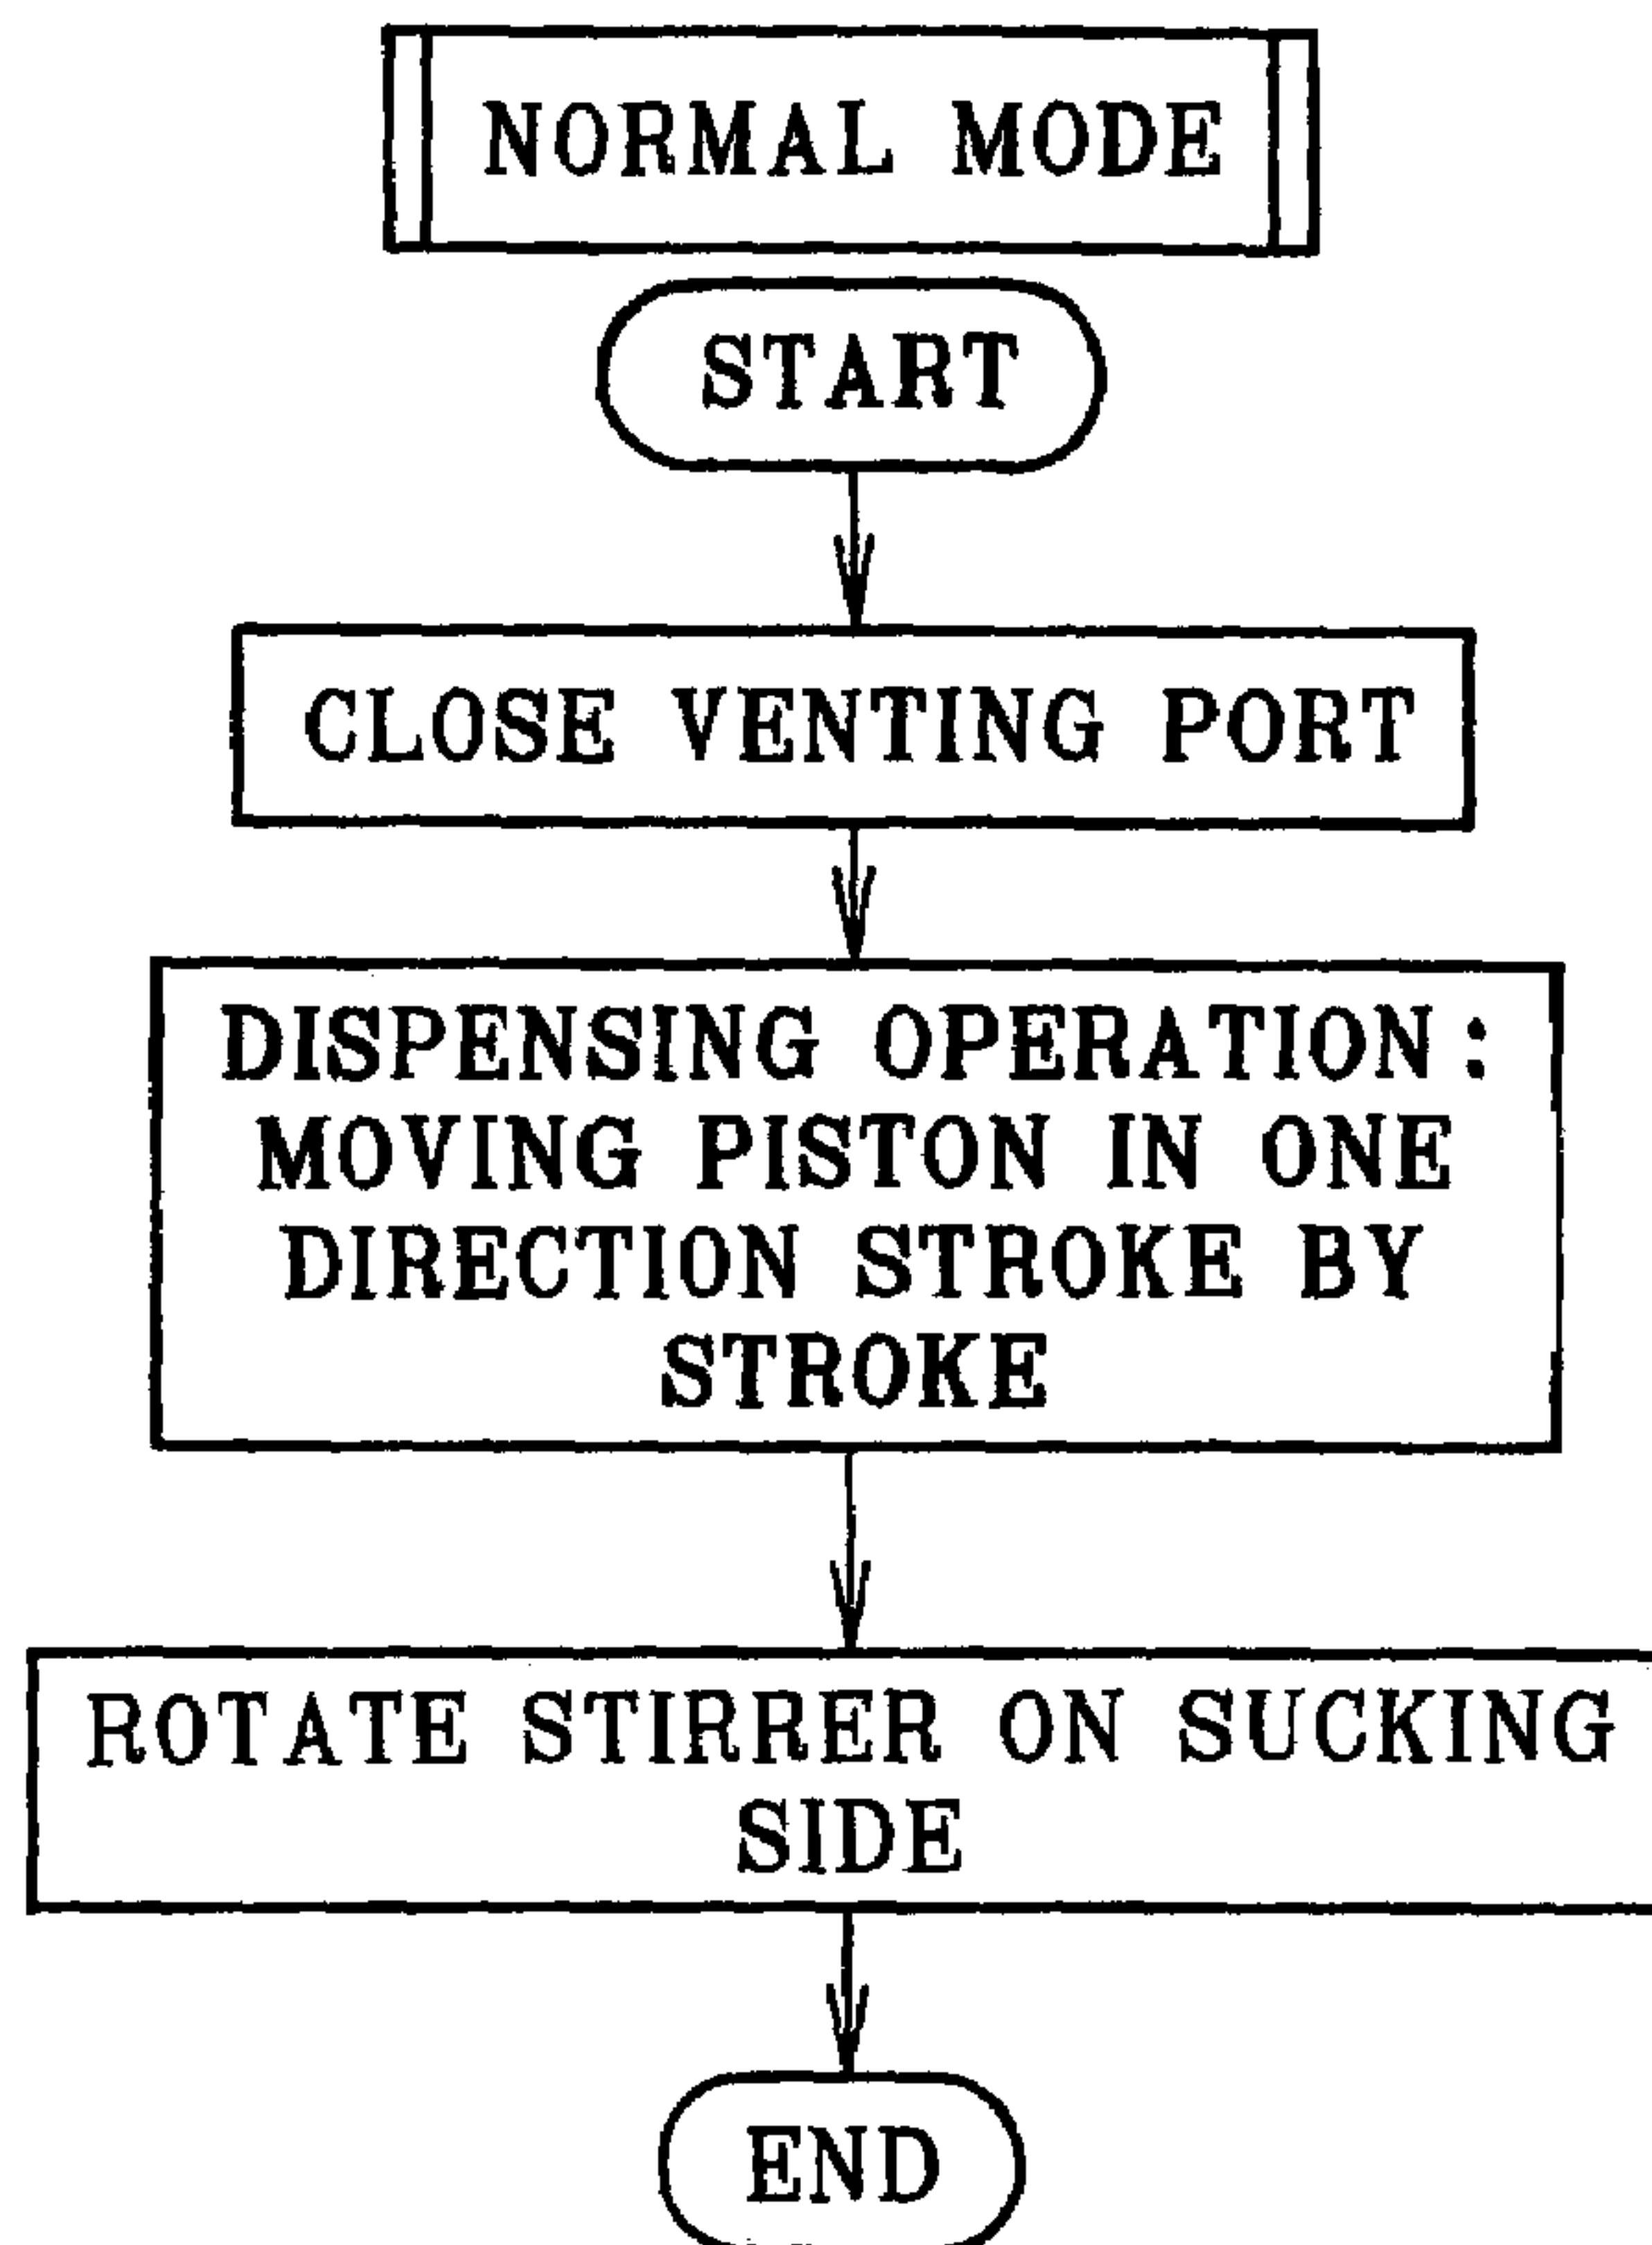 NORMAL MODE
START
CLOSE VENTING PORT
DISPENSING OPERATION:
MOVING PISTON IN ONE
DIRECTION STROKE BY
STROKE
ROTATE STIRRER ON SUCKING
SIDE
END